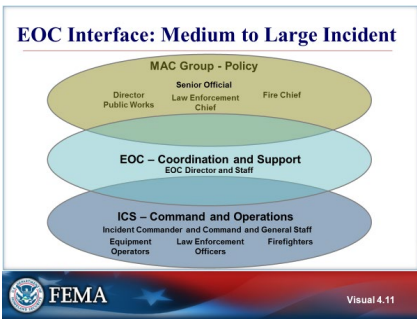 EOC Interface: Medium to Large Incident
MAC Group - Policy
Senior Official
Director
Public Works
Law Enforcement
Chief
Fire Chief
EOC – Coordination and Support
EOC Director and Staff
ICS – Command and Operations
Incident Commander and Command and General Staff
Equipment
Operators
Law Enforcement
Officers
Firefighters
FEMA
Visual 4.11